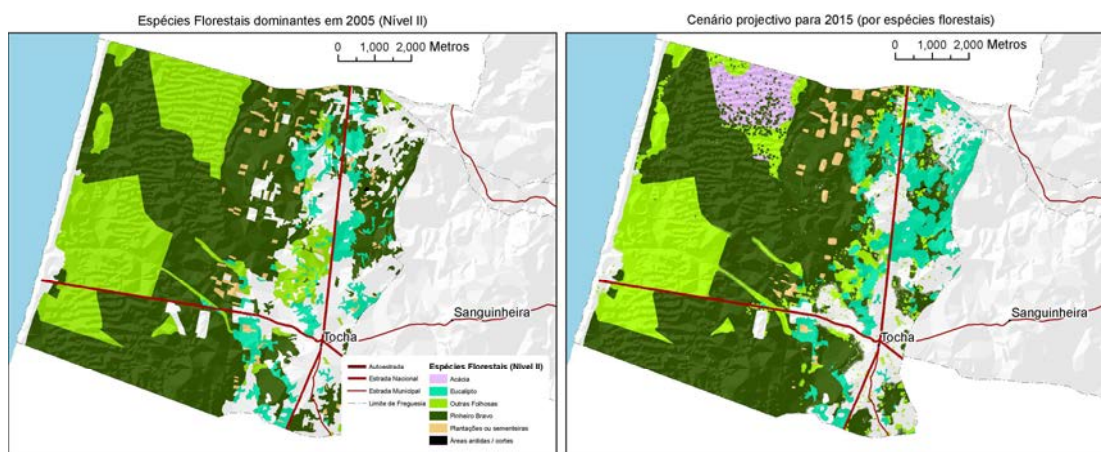 Espécies Florestais dominantes em 2005 (Nível II)
0 1,000 2,000 Metros
Sanguinheira
Tocha
Autoestrada
Estrada Nacional
Estrada Municipal
Limite de Freguesia
Espécies Florestais (Nível II)
Acácia
Eucalipto
Outras Folhosas
Pinheiro Bravo
Plantações ou sementeiras
Áreas ardidas / cortes
Cenário projectivo para 2015 (por espécies florestais)
0 1,000 2,000 Metros
Sanguinheira
Tocha